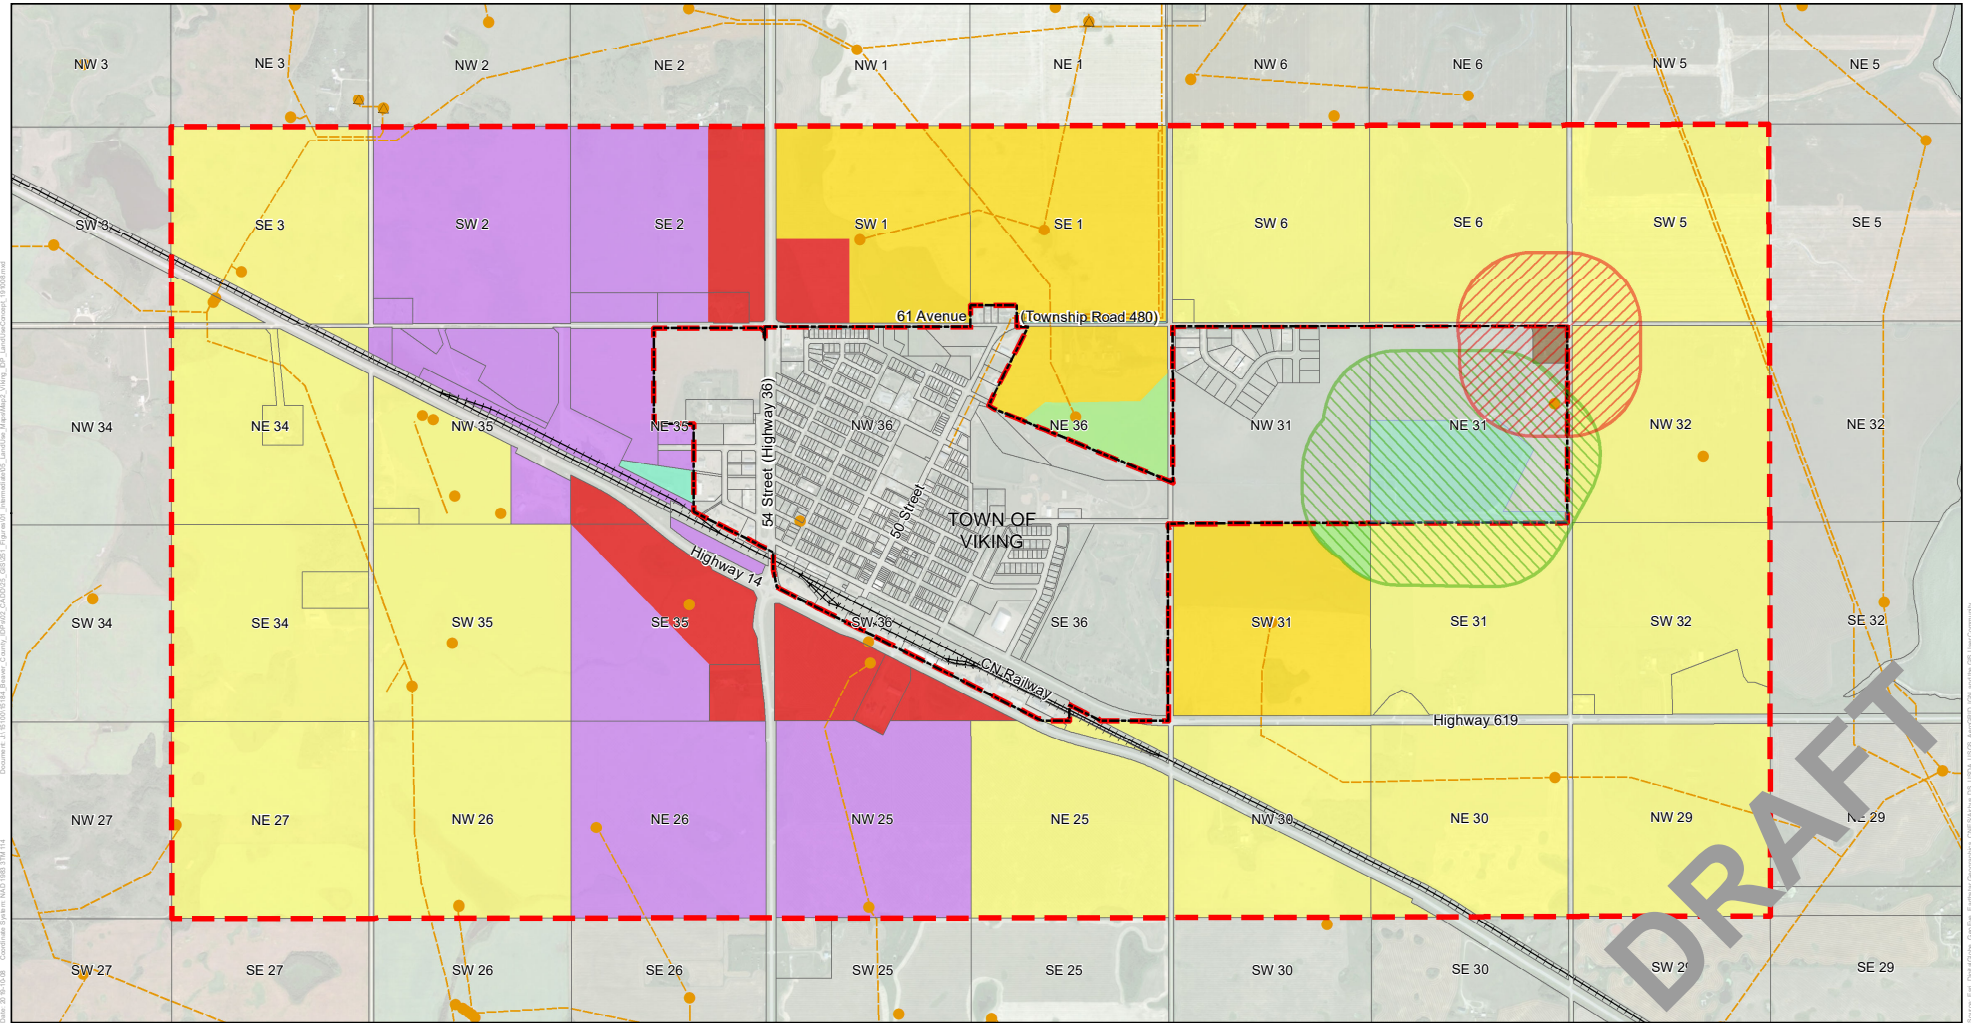 NW 3
NE 3
NW 2
NE 2
NW 1
NE 1
NW 6
NE 6
NW 5
NE 5
SW 3
SE 3
SW 2
SE 2
SW 1
SE 1
SW 6
SE 6
SW 5
SE 5
61 Avenue
(Township Road 480)
NW 34
NE 34
NW 35
NE 35
54 Street (Highway 36)
NW 36
NE 36
NW 31
NE 31
NW 32
NE 32
50 Street
TOWN OF
VIKING
Highway 14
SW 34
SE 34
SW 35
SE 35
SW 36
SE 36
SW 31
SE 31
SW 32
SE 32
CN Railway
Highway 619
NW 27
NE 27
NW 26
NE 26
NW 25
NE 25
NW 30
NE 30
NW 29
NE 29
DRAFT
SW 27
SE 27
SW 26
SE 26
SW 25
SE 25
SW 30
SE 30
SW 29
SE 29